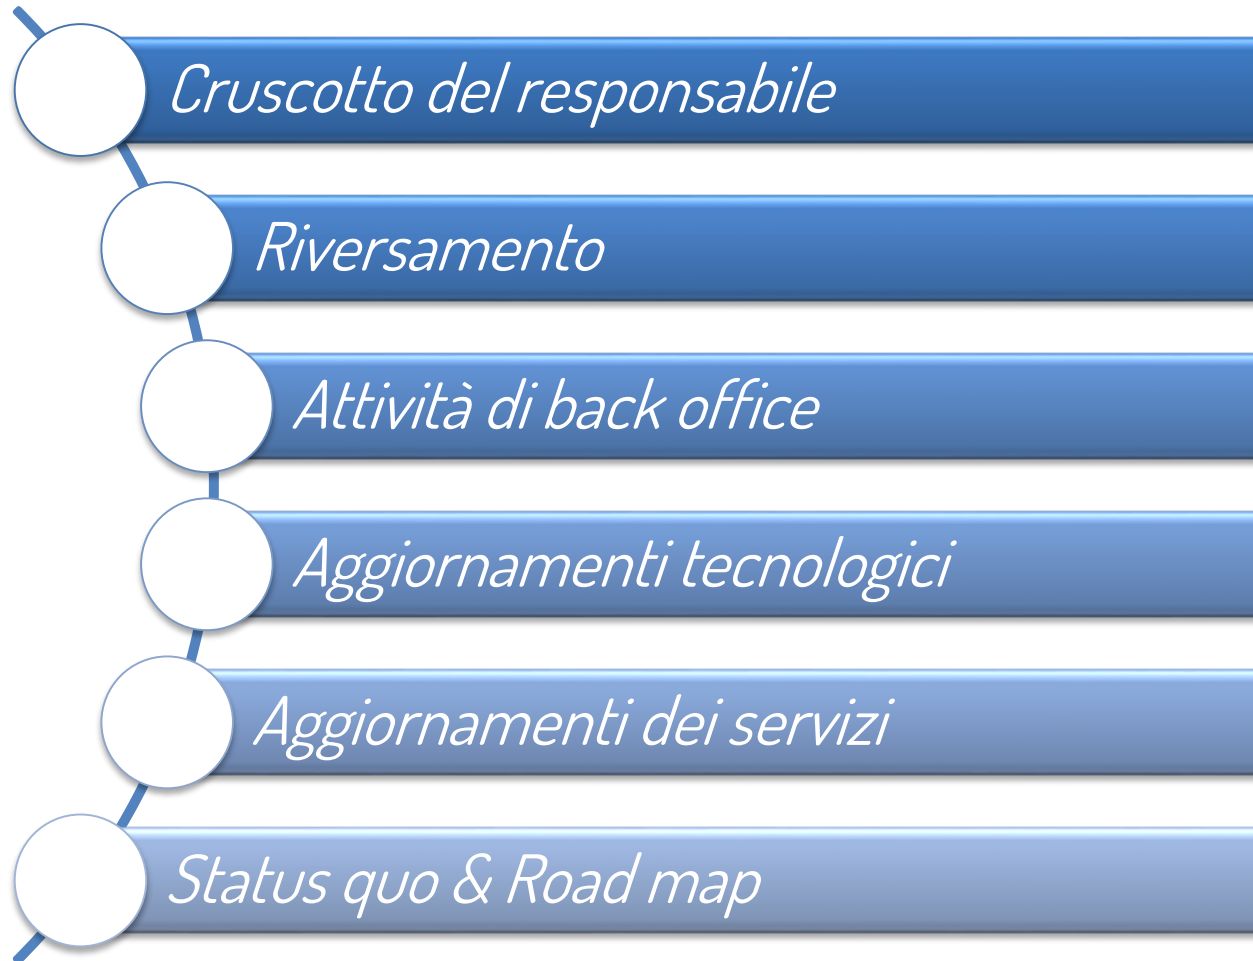 Cruscotto del responsabile
Riversamento
Attività di back office
Aggiornamenti tecnologici
Aggiornamenti dei servizi
Status quo & Road map